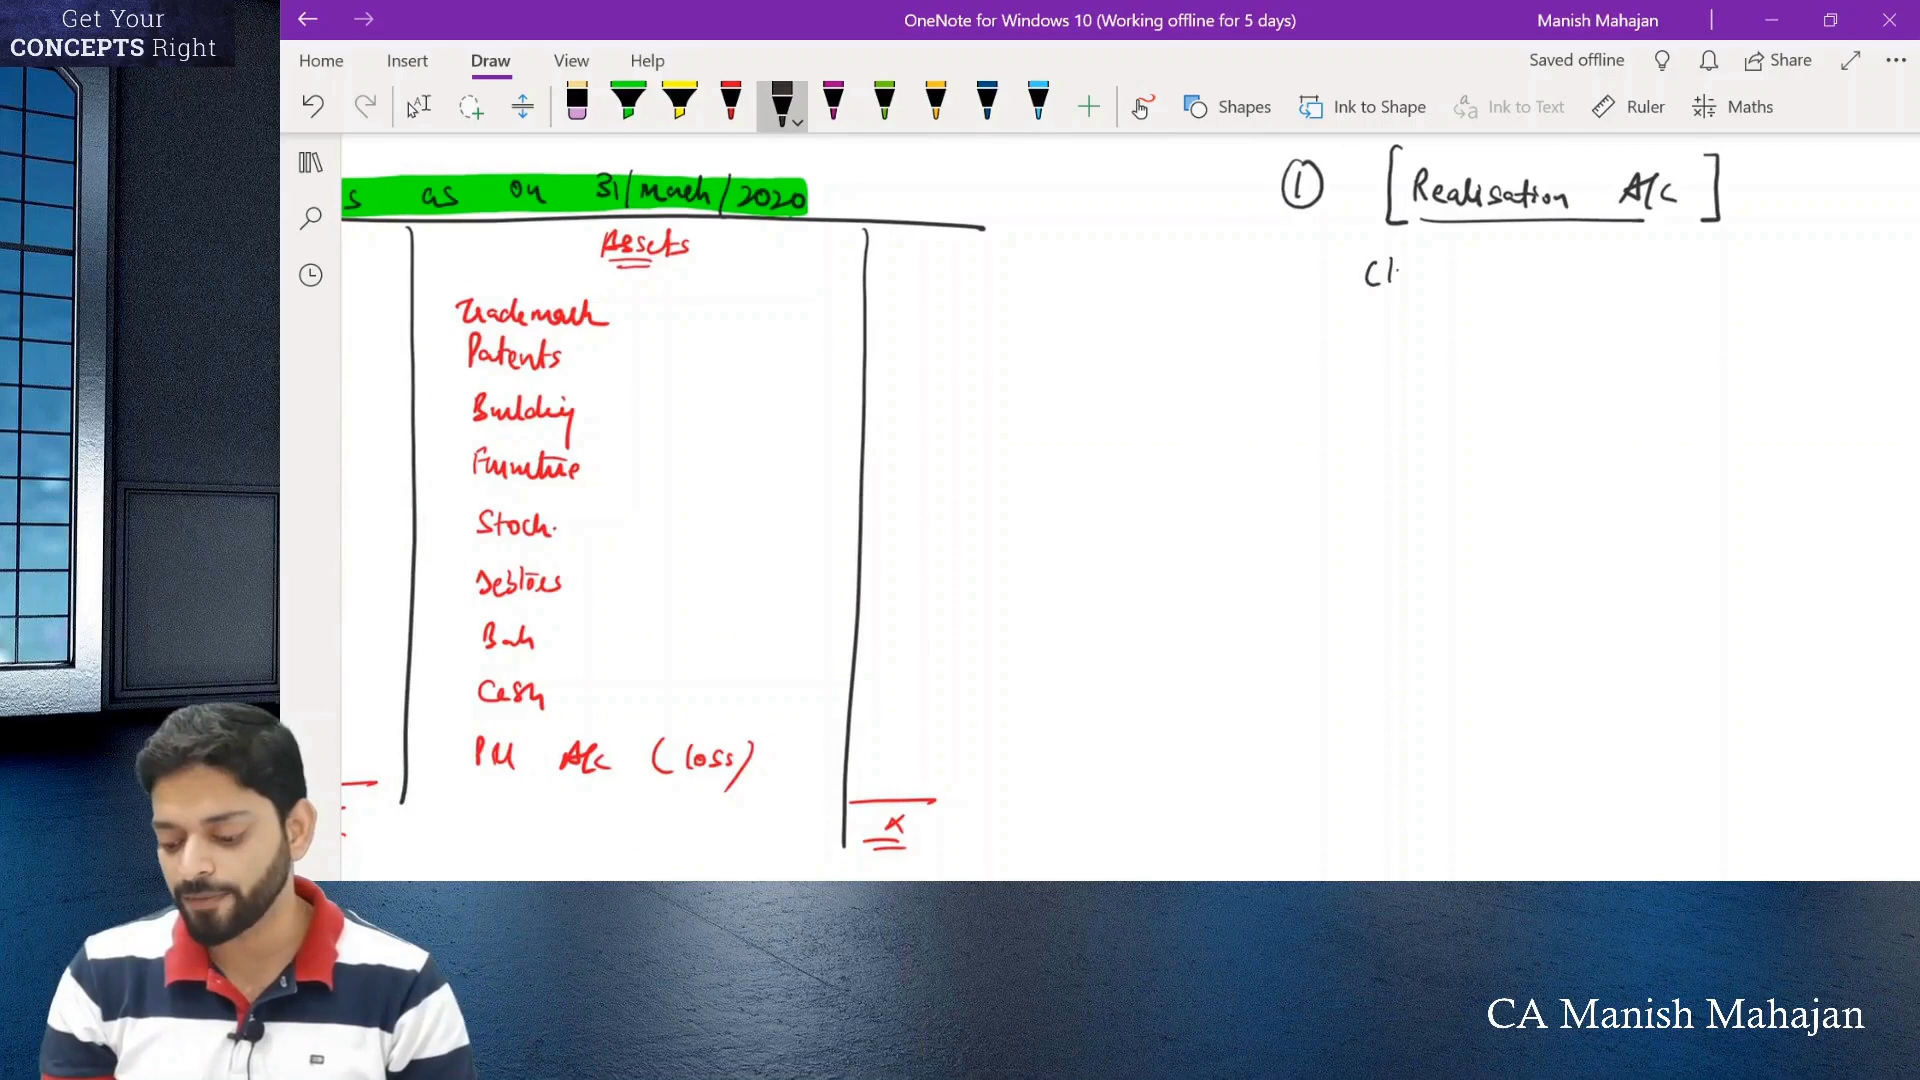 Get Your
CONCEPTS Right
OneNote for Windows 10 (Working offline for 5 days)
Manish Mahajan
Home Insert Draw View Help
Saved offline
Share
Shapes
Ink to Shape
Ink to Text
Ruler
Maths
s as on 31/march/2020
Assets
Trademark
Patents
Building
Furniture
Stock.
Debtors
Bank
Cash
P/L A/c (loss)
x
① [Realisation A/c]
CA Manish Mahajan